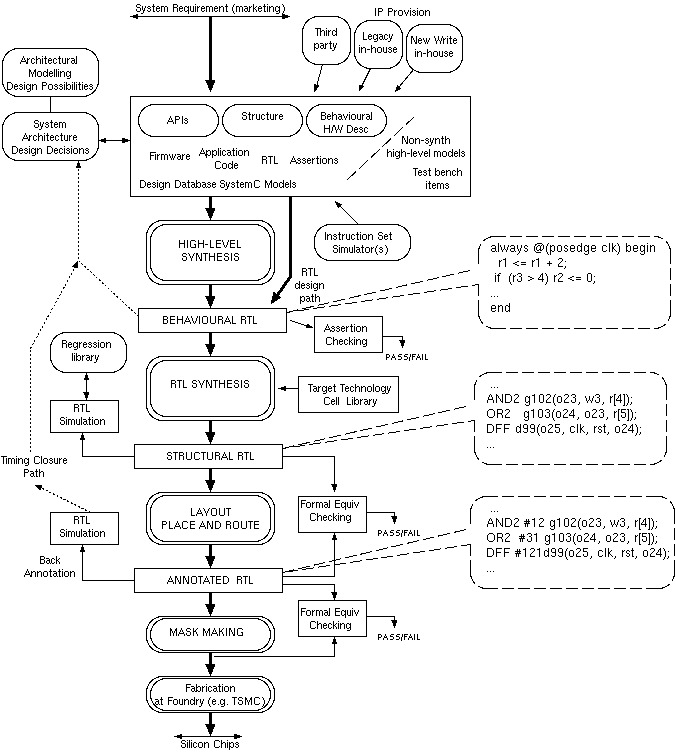 System Requirement (marketing)
IP Provision
Third
party
Legacy
in-house
New Write
in-house
Architectural
Modelling
Design Possibilities
System
Architecture
Design Decisions
APIs
Structure
Behavioural
H/W Desc
Non-synth
high-level models
Firmware
Application
Code
RTL
Assertions
Test bench
items
Design Database SystemC Models
HIGH-LEVEL
SYNTHESIS
Instruction Set
Simulator(s)
RTL
design
path
always @(posedge clk) begin
r1 <= r1 + 2;
if (r3 > 4) r2 <= 0;
...
end
BEHAVIOURAL RTL
Assertion
Checking
PASS/FAIL
Regression
library
RTL SYNTHESIS
Target Technology
Cell Library
RTL
Simulation
...
AND2 g102(o23, w3, r[4]);
OR2 g103(o24, o23, r[5]);
DFF d99(o25, clk, rst, o24);
...
Timing Closure
Path
STRUCTURAL RTL
LAYOUT
PLACE AND ROUTE
Formal Equiv
Checking
PASS/FAIL
RTL
Simulation
...
AND2 #12 g102(o23, w3, r[4]);
OR2 #31 g103(o24, o23, r[5]);
DFF #121d99(o25, clk, rst, o24);
...
Back
Annotation
ANNOTATED RTL
Formal Equiv
Checking
PASS/FAIL
MASK MAKING
Fabrication
at Foundry (e.g. TSMC)
Silicon Chips